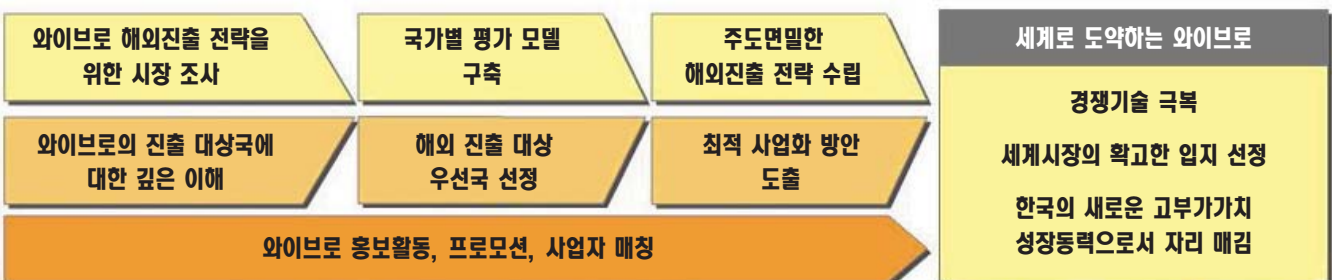 와이브로 해외진출 전략을
위한 시장 조사
국가별 평가 모델
구축
주도면밀한
해외진출 전략 수립
와이브로의 진출 대상국에
대한 깊은 이해
해외 진출 대상
우선국 선정
최적 사업화 방안
도출
와이브로 홍보활동, 프로모션, 사업자 매칭
세계로 도약하는 와이브로
경쟁기술 극복
세계시장의 확고한 입지 선정
한국의 새로운 고부가가치
성장동력으로서 자리 매김